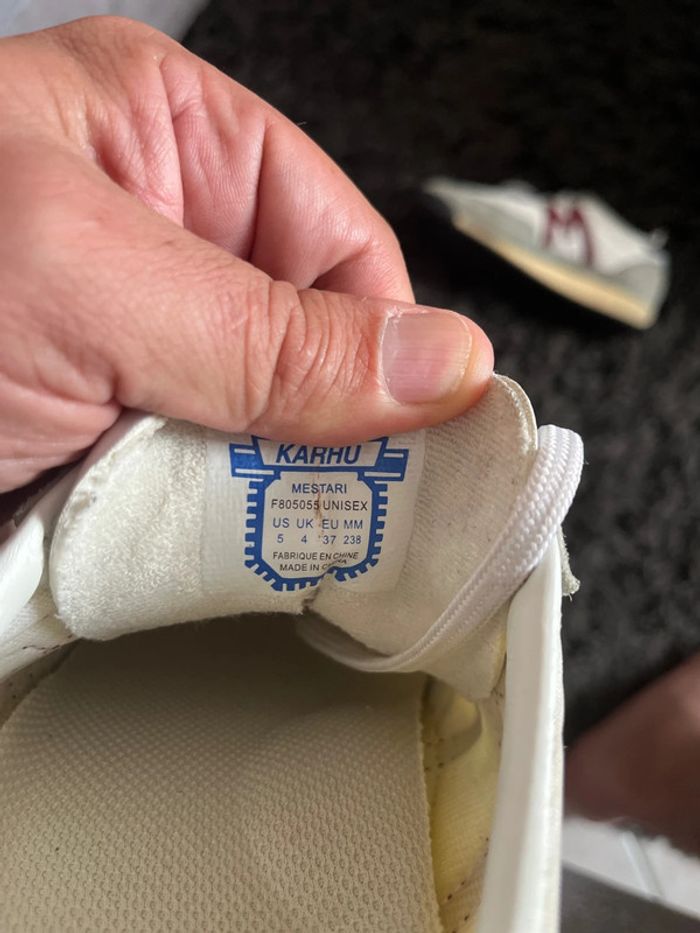 KARHU
MESTARI
F805055 UNISEX
US UK EU MM
5 4 37 238
FABRIQUE EN CHINE
MADE IN CHINA
M